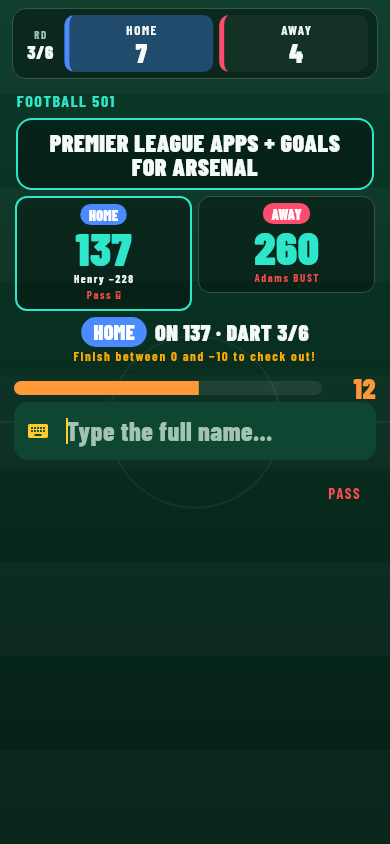 RD
3/6
HOME
7
AWAY
4
FOOTBALL 501
PREMIER LEAGUE APPS + GOALS
FOR ARSENAL
HOME
137
Henry −228
Pass
AWAY
260
Adams BUST
HOME ON 137 · DART 3/6
Finish between 0 and −10 to check out!
12
Type the full name...
PASS